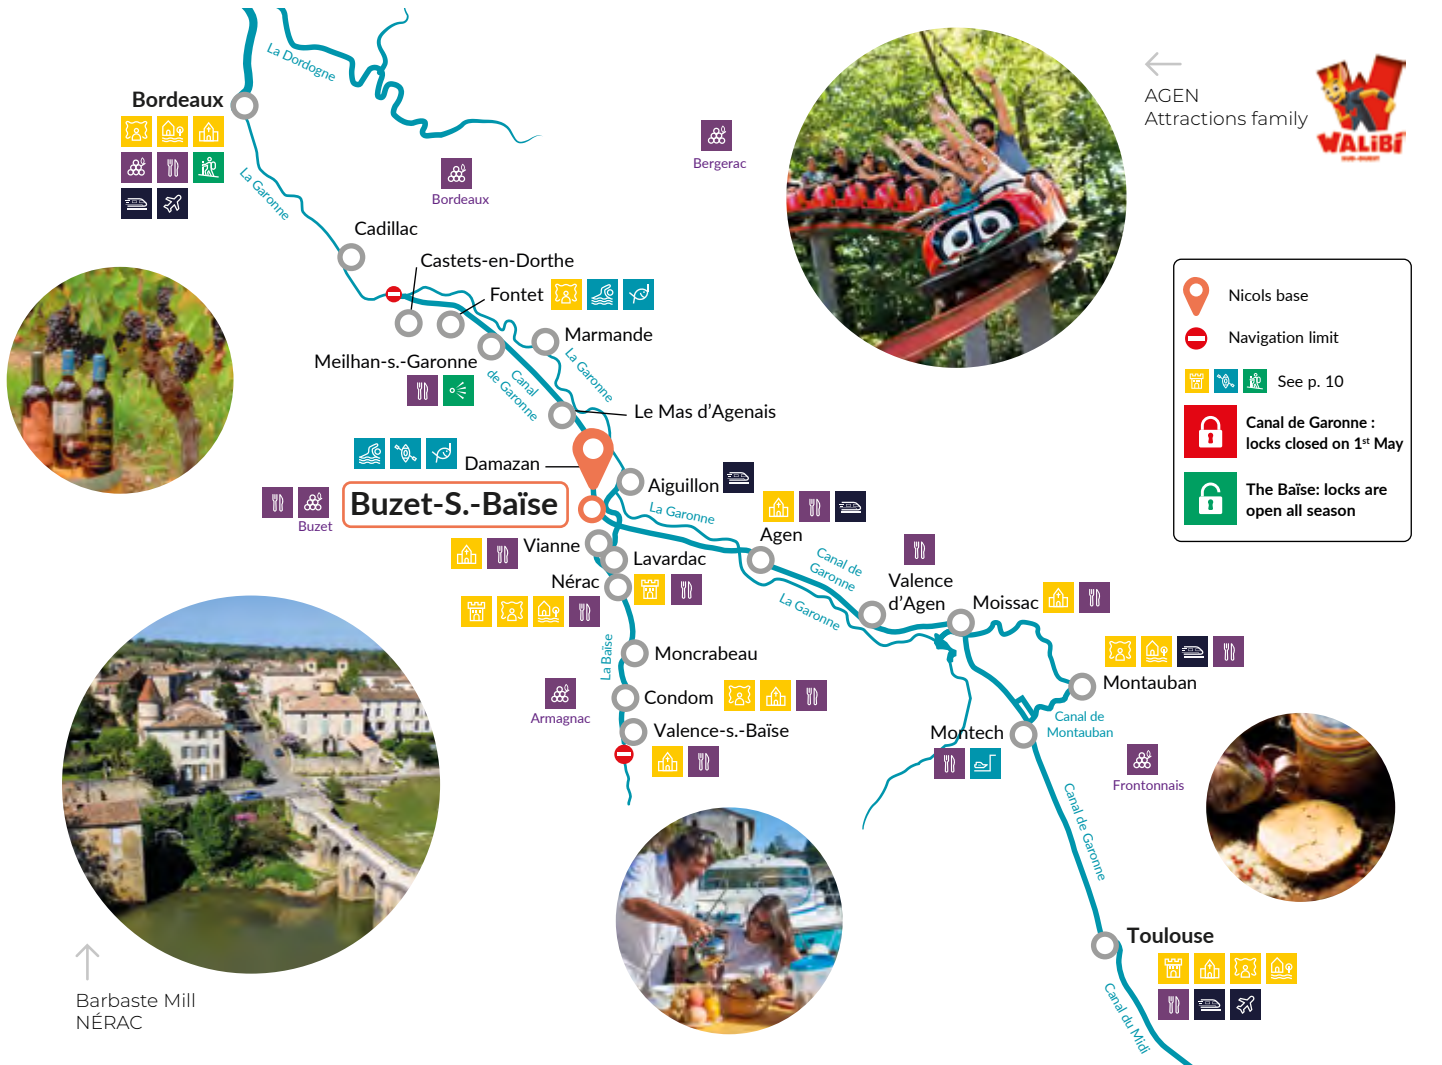 La Dordogne
Bordeaux
AGEN
Attractions family
WALiBi
SUD-OUEST
Bergerac
Bordeaux
La Garonne
Cadillac
Castets-en-Dorthe
Fontet
Marmande
Meilhan-s.-Garonne
La Garonne
Canal
de Garonne
Le Mas d’Agenais
Damazan
Buzet-S.-Baïse
Buzet
Aiguillon
La Garonne
Agen
Vianne
Lavardac
Nérac
Canal de
Garonne
La Garonne
Valence
d’Agen
Moissac
La Baïse
Moncrabeau
Armagnac
Condom
Valence-s.-Baïse
Montauban
Canal de
Montauban
Montech
Frontonnais
Canal de Garonne
Toulouse
Canal du Midi
Nicols base
Navigation limit
See p. 10
Canal de Garonne :
locks closed on 1st May
The Baïse: locks are
open all season
Barbaste Mill
NÉRAC